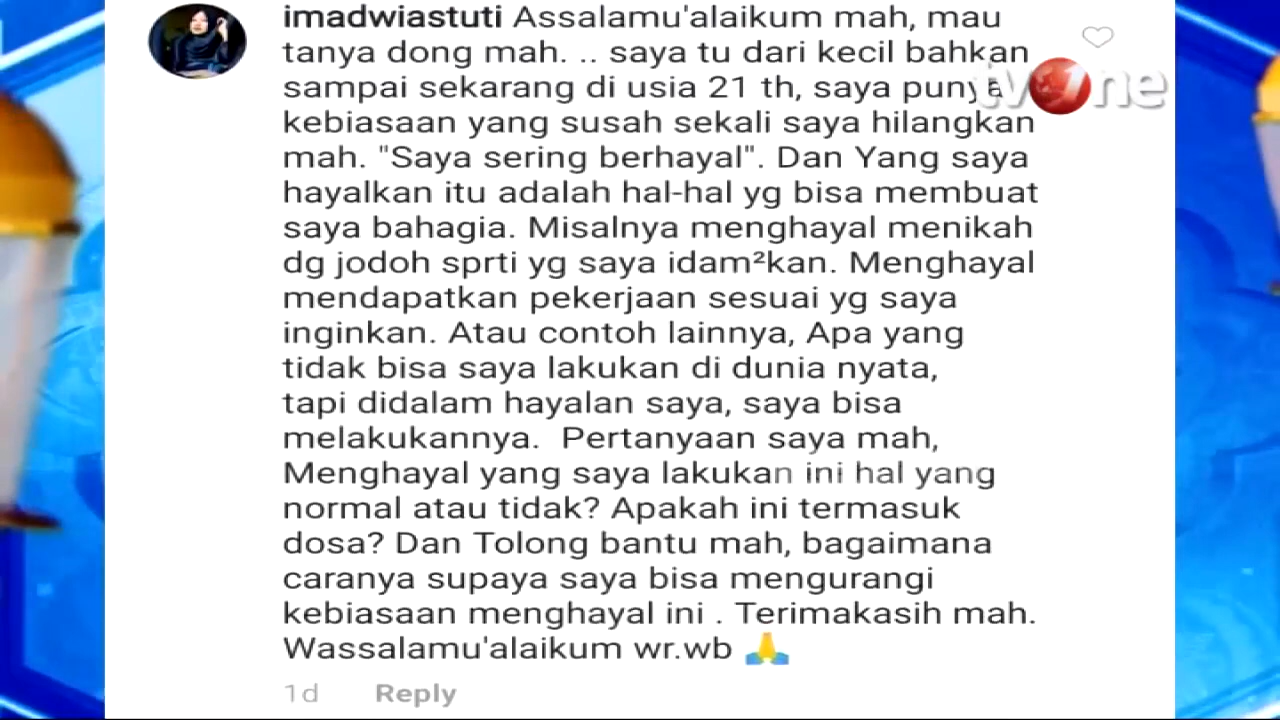 imadwiastuti Assalamu'alaikum mah, mau
tanya dong mah. .. saya tu dari kecil bahkan
sampai sekarang di usia 21 th, saya punya
kebiasaan yang susah sekali saya hilangkan
mah. "Saya sering berhayal". Dan Yang saya
hayalkan itu adalah hal-hal yg bisa membuat
saya bahagia. Misalnya menghayal menikah
dg jodoh sprti yg saya idam²kan. Menghayal
mendapatkan pekerjaan sesuai yg saya
inginkan. Atau contoh lainnya, Apa yang
tidak bisa saya lakukan di dunia nyata,
tapi didalam hayalan saya, saya bisa
melakukannya.  Pertanyaan saya mah,
Menghayal yang saya lakukan ini hal yang
normal atau tidak? Apakah ini termasuk
dosa? Dan Tolong bantu mah, bagaimana
caranya supaya saya bisa mengurangi
kebiasaan menghayal ini . Terimakasih mah.
Wassalamu'alaikum wr.wb 🙏
1d Reply
tvOne